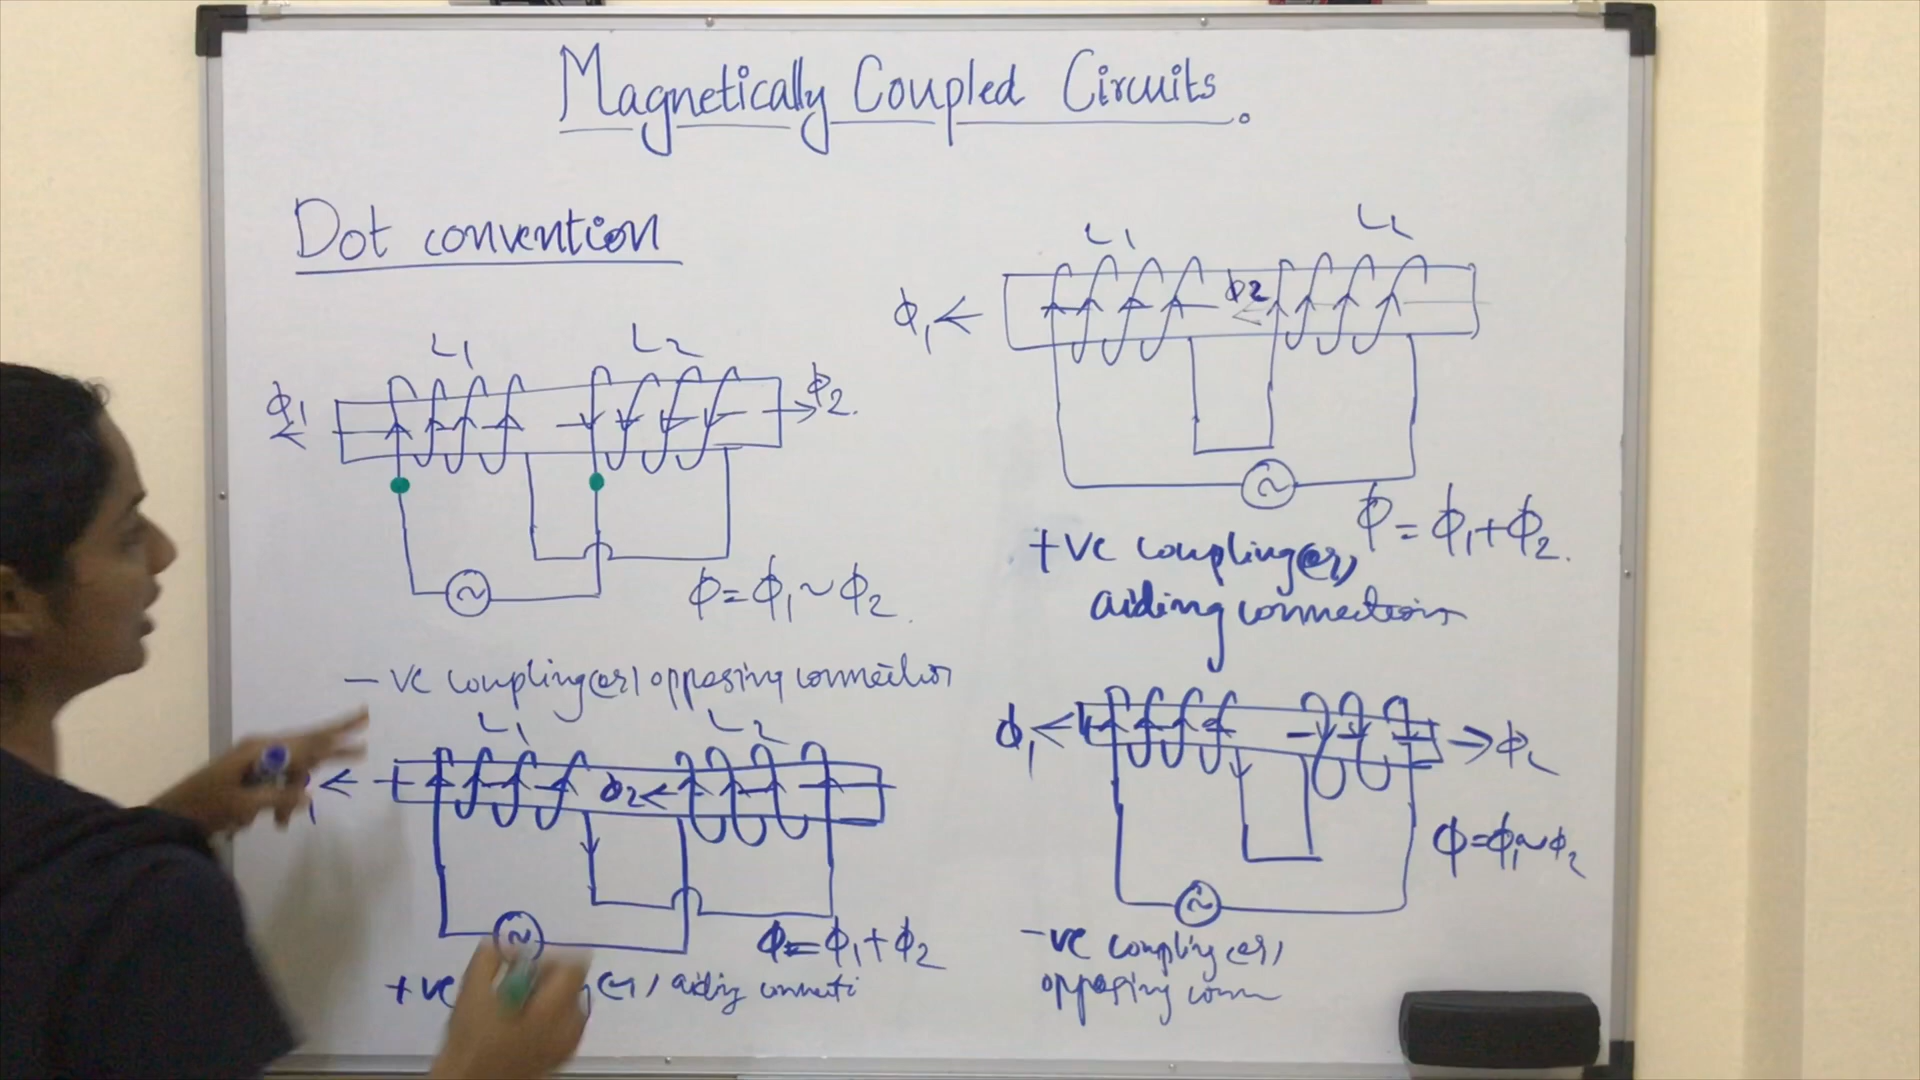 Magnetically Coupled Circuits.
Dot convention
L1 L2
ϕ1 ϕ2.
ϕ = ϕ1 ~ ϕ2.
-ve coupling (or) opposing connection
L1 L2
ϕ1 ϕ2
ϕ = ϕ1 + ϕ2.
+ve coupling (or)
aiding connection
L1 L2
ϕ2
ϕ = ϕ1 + ϕ2
+ve (or) aiding connecti
ϕ1 ϕ2
ϕ = ϕ1 ~ ϕ2
-ve coupling (or)
opposing conn